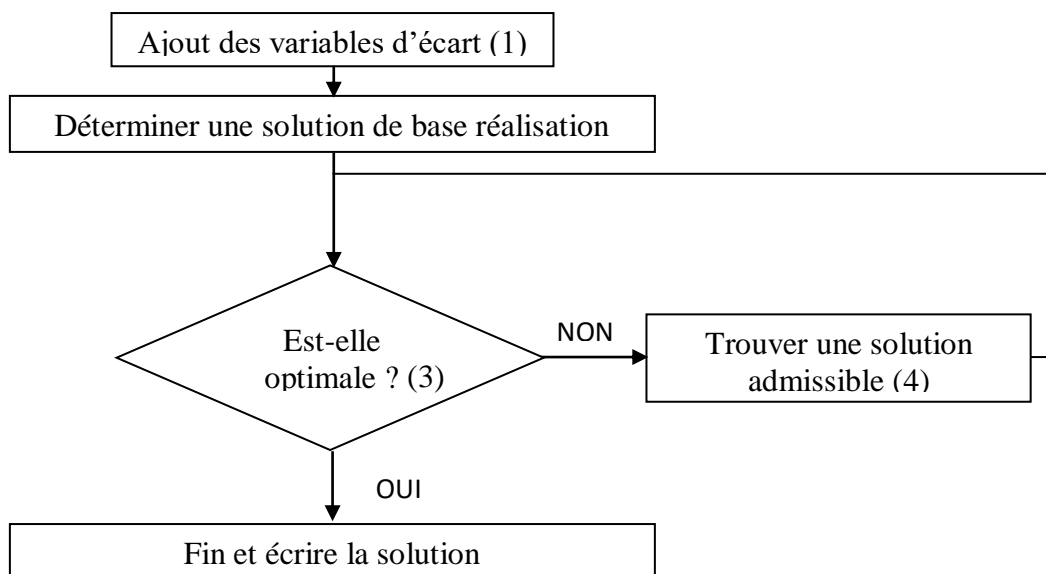 Ajout des variables d’écart (1)
Déterminer une solution de base réalisation
Est-elle
optimale ? (3)
NON
Trouver une solution
admissible (4)
OUI
Fin et écrire la solution